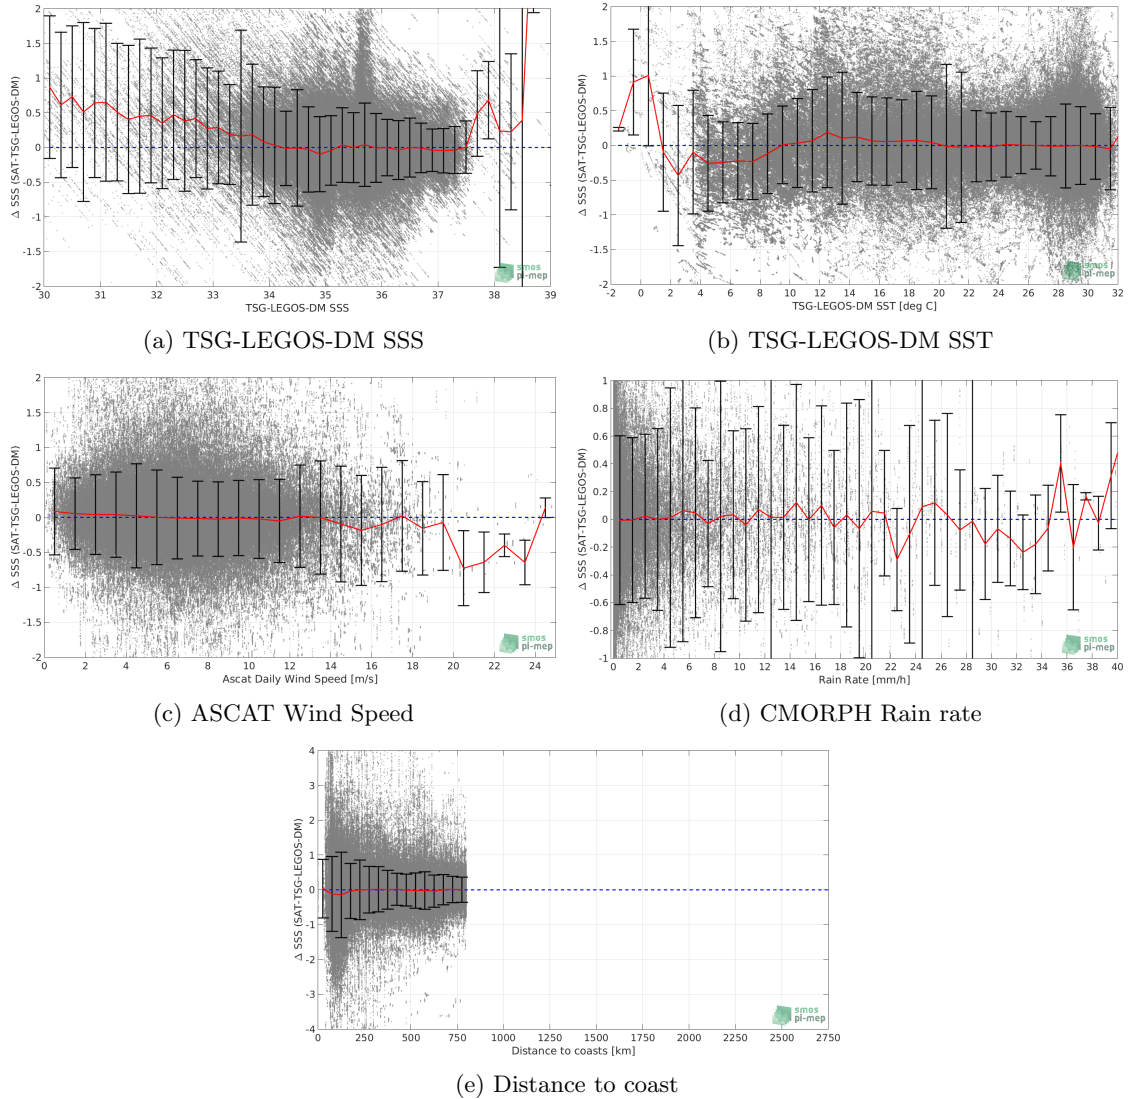 2
1.5
1
0.5
0
-0.5
-1
-1.5
-2
Δ SSS (SAT-TSG-LEGOS-DM)
30 31 32 33 34 35 36 37 38 39
TSG-LEGOS-DM SSS
smos
pi-mep
(a) TSG-LEGOS-DM SSS
2
1.5
1
0.5
0
-0.5
-1
-1.5
-2
Δ SSS (SAT-TSG-LEGOS-DM)
-2 0 2 4 6 8 10 12 14 16 18 20 22 24 26 28 30 32
TSG-LEGOS-DM SST [deg C]
smos
pi-mep
(b) TSG-LEGOS-DM SST
2
1.5
1
0.5
0
-0.5
-1
-1.5
-2
Δ SSS (SAT-TSG-LEGOS-DM)
0 2 4 6 8 10 12 14 16 18 20 22 24
Ascat Daily Wind Speed [m/s]
smos
pi-mep
(c) ASCAT Wind Speed
1
0.8
0.6
0.4
0.2
0
-0.2
-0.4
-0.6
-0.8
-1
Δ SSS (SAT-TSG-LEGOS-DM)
0 2 4 6 8 10 12 14 16 18 20 22 24 26 28 30 32 34 36 38 40
Rain Rate [mm/h]
smos
pi-mep
(d) CMORPH Rain rate
4
3
2
1
0
-1
-2
-3
-4
Δ SSS (SAT-TSG-LEGOS-DM)
0 250 500 750 1000 1250 1500 1750 2000 2250 2500 2750
Distance to coasts [km]
smos
pi-mep
(e) Distance to coast